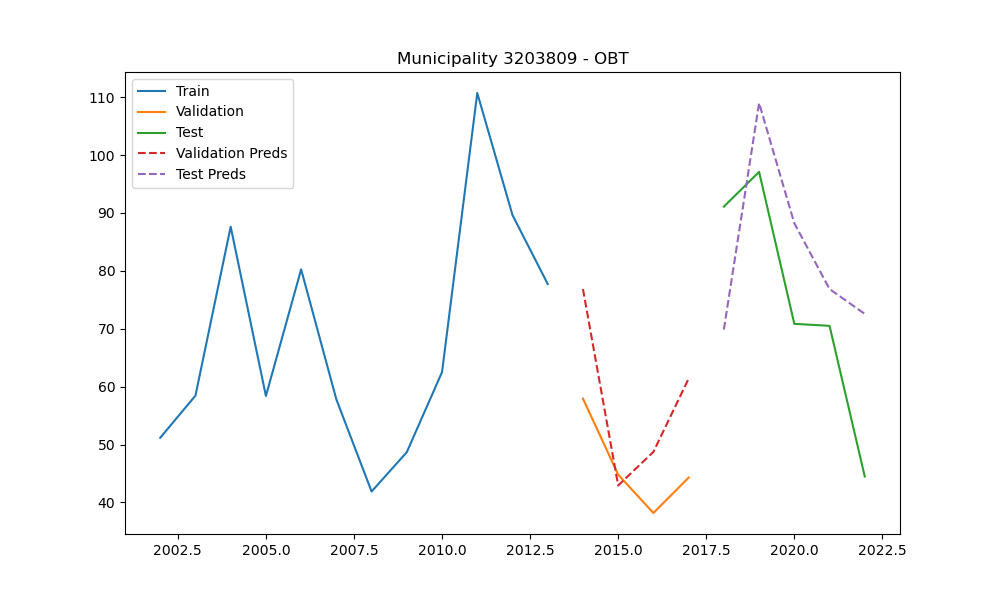 Municipality 3203809 - OBT
Train
Validation
Test
Validation Preds
Test Preds
110
100
90
80
70
60
50
40
2002.5 2005.0 2007.5 2010.0 2012.5 2015.0 2017.5 2020.0 2022.5